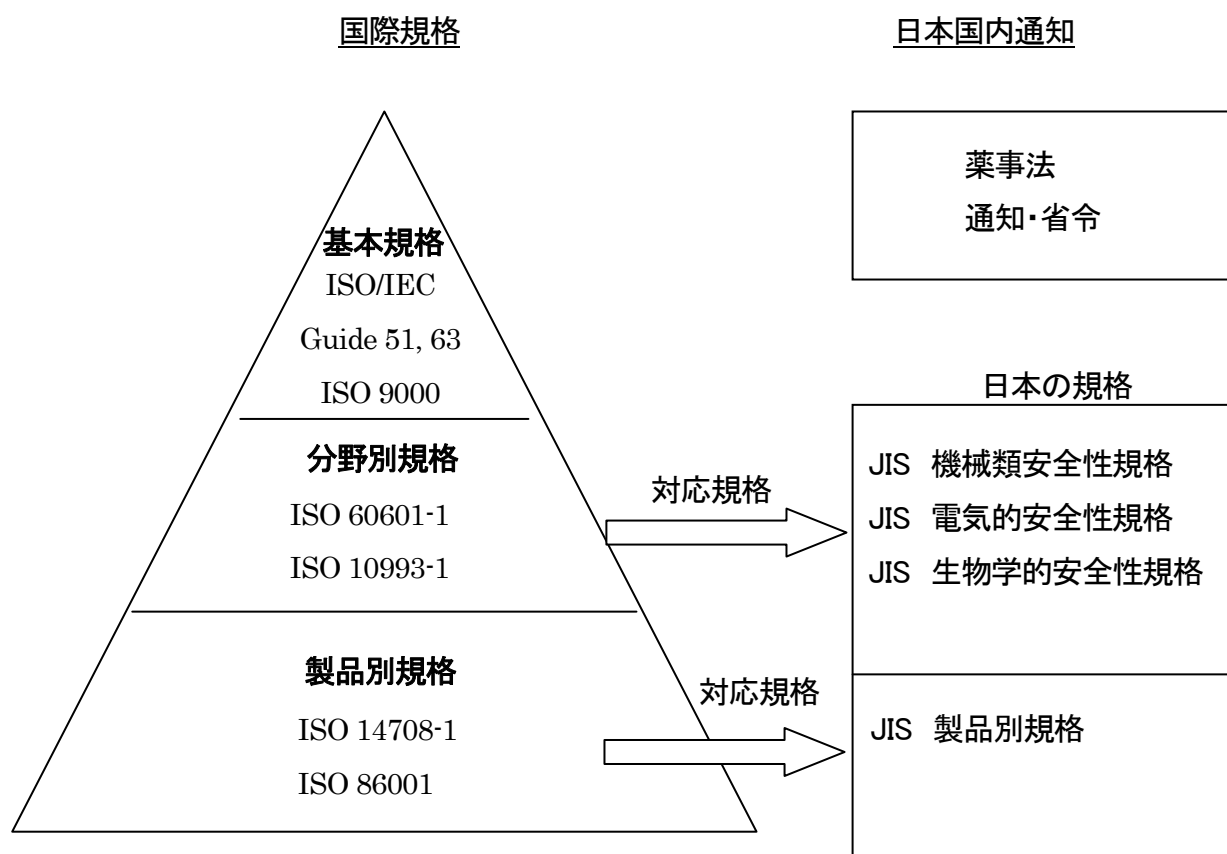 国際規格
日本国内通知
基本規格
ISO/IEC
Guide 51, 63
ISO 9000
分野別規格
ISO 60601-1
ISO 10993-1
製品別規格
ISO 14708-1
ISO 86001
対応規格
対応規格
薬事法
通知・省令
日本の規格
JIS 機械類安全性規格
JIS 電気的安全性規格
JIS 生物学的安全性規格
JIS 製品別規格